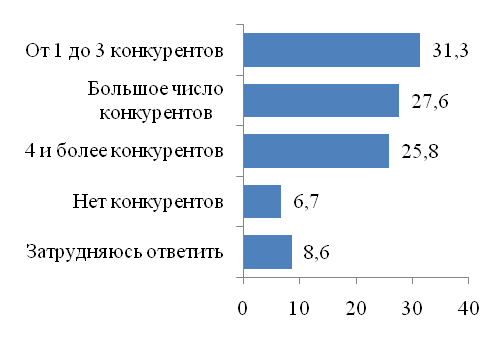 От 1 до 3 конкурентов
31,3
Большое число
конкурентов
27,6
4 и более конкурентов
25,8
Нет конкурентов
6,7
Затрудняюсь ответить
8,6
0 10 20 30 40